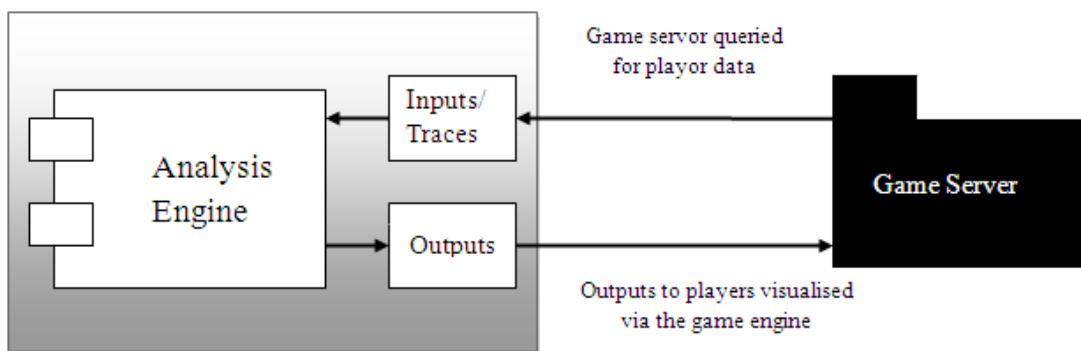 Game servor queried
for playor data
Inputs/
Traces
Analysis
Engine
Game Server
Outputs
Outputs to players visualised
via the game engine